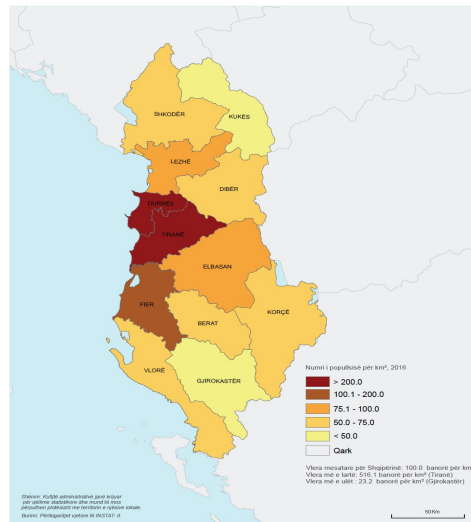 SHKODËR
KUKËS
LEZHË
DIBËR
DURRËS
TIRANË
ELBASAN
FIER
KORÇË
BERAT
VLORË
GJIROKASTËR
Numri i popullsisë për km², 2016
> 200.0
100.1 - 200.0
75.1 - 100.0
50.0 - 75.0
< 50.0
Qark
Vlera mesatare për Shqipërinë: 100.0 banorë për km
Vlera më e lartë: 516.1 banorë për km² (Tiranë)
Vlera më e ulët : 23.2 banorë për km² (Gjirokastër)
Shënim: Kufijtë administrativë janë krijuar
për qëllime statistikore dhe mund të mos
përputhen plotësisht me territorin e njësive lokale.
Burimi: Përllogaritjet vjetore të INSTAT-it.
50Km